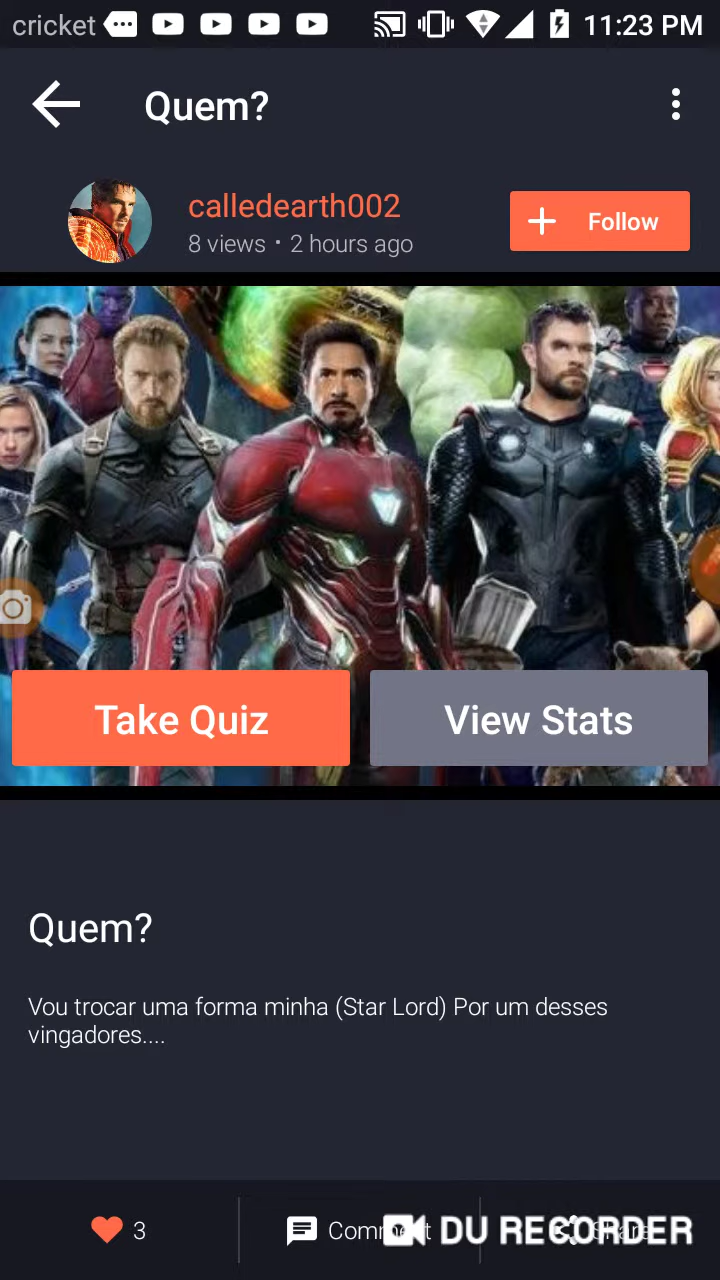 cricket 11:23 PM
Quem?
calledearth002
8 views • 2 hours ago
Follow
Take Quiz
View Stats
Quem?
Vou trocar uma forma minha (Star Lord) Por um desses
vingadores....
3
DU RECORDER